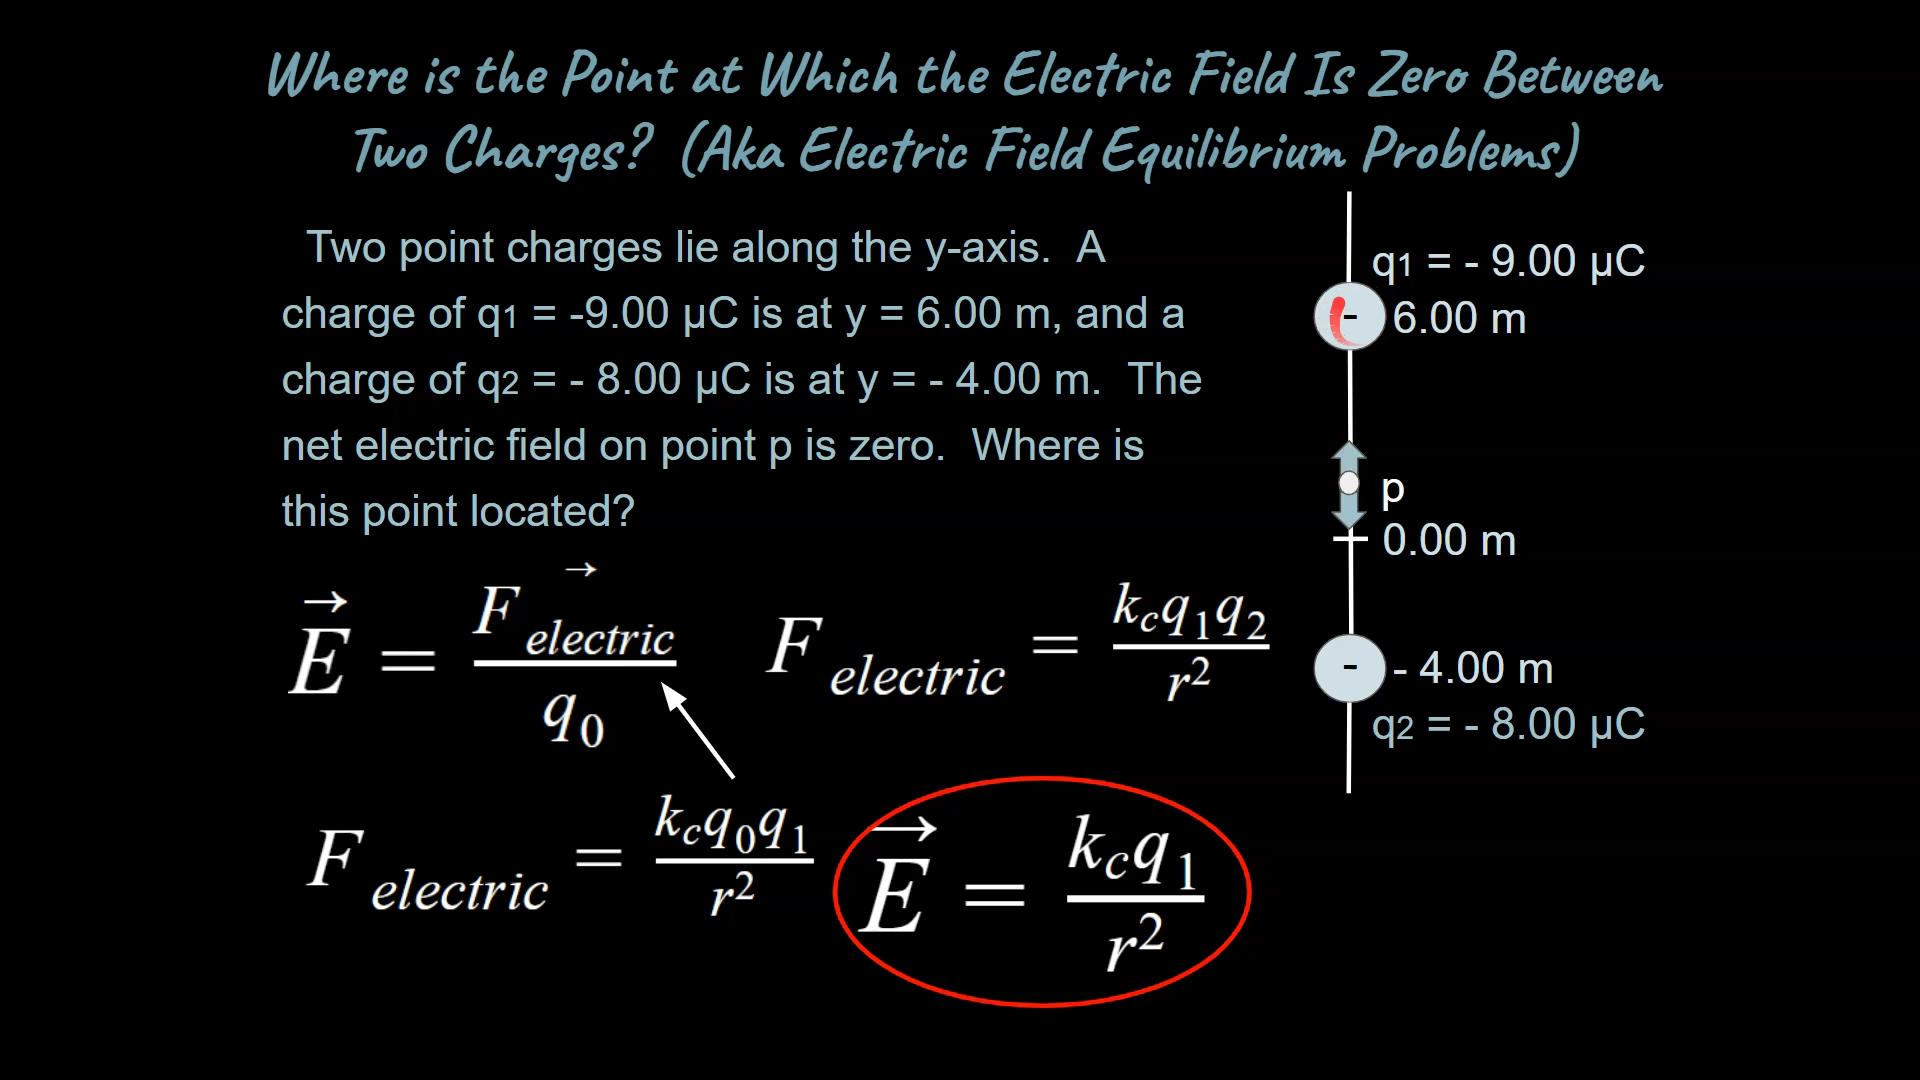 Where is the Point at Which the Electric Field Is Zero Between
Two Charges? (Aka Electric Field Equilibrium Problems)
Two point charges lie along the y-axis. A
charge of q1 = -9.00 µC is at y = 6.00 m, and a
charge of q2 = - 8.00 µC is at y = - 4.00 m. The
net electric field on point p is zero. Where is
this point located?
q1 = - 9.00 µC
- 6.00 m
p
0.00 m
- - 4.00 m
q2 = - 8.00 µC
E⃗ = F⃗electric / q0
Felectric = kcq1q2 / r²
Felectric = kcq0q1 / r²
E⃗ = kcq1 / r²